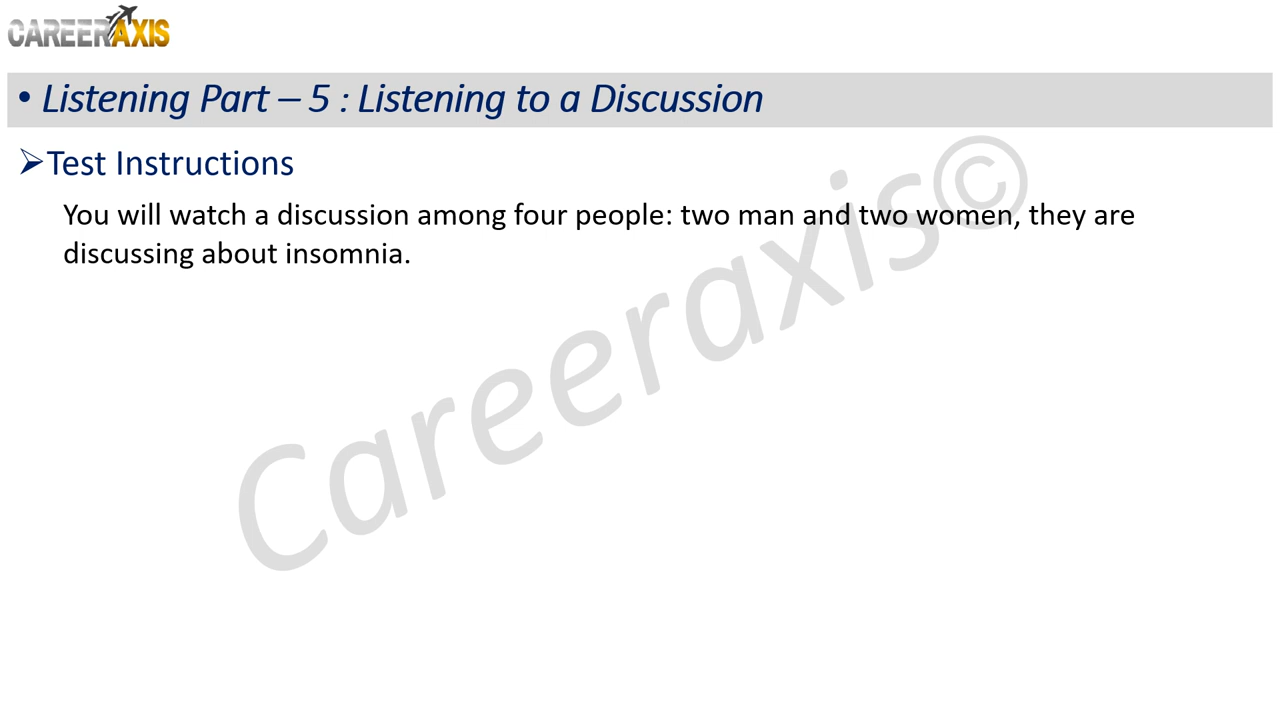 CAREERAXIS
• Listening Part – 5 : Listening to a Discussion
➢Test Instructions
You will watch a discussion among four people: two man and two women, they are
discussing about insomnia.
Careeraxis©